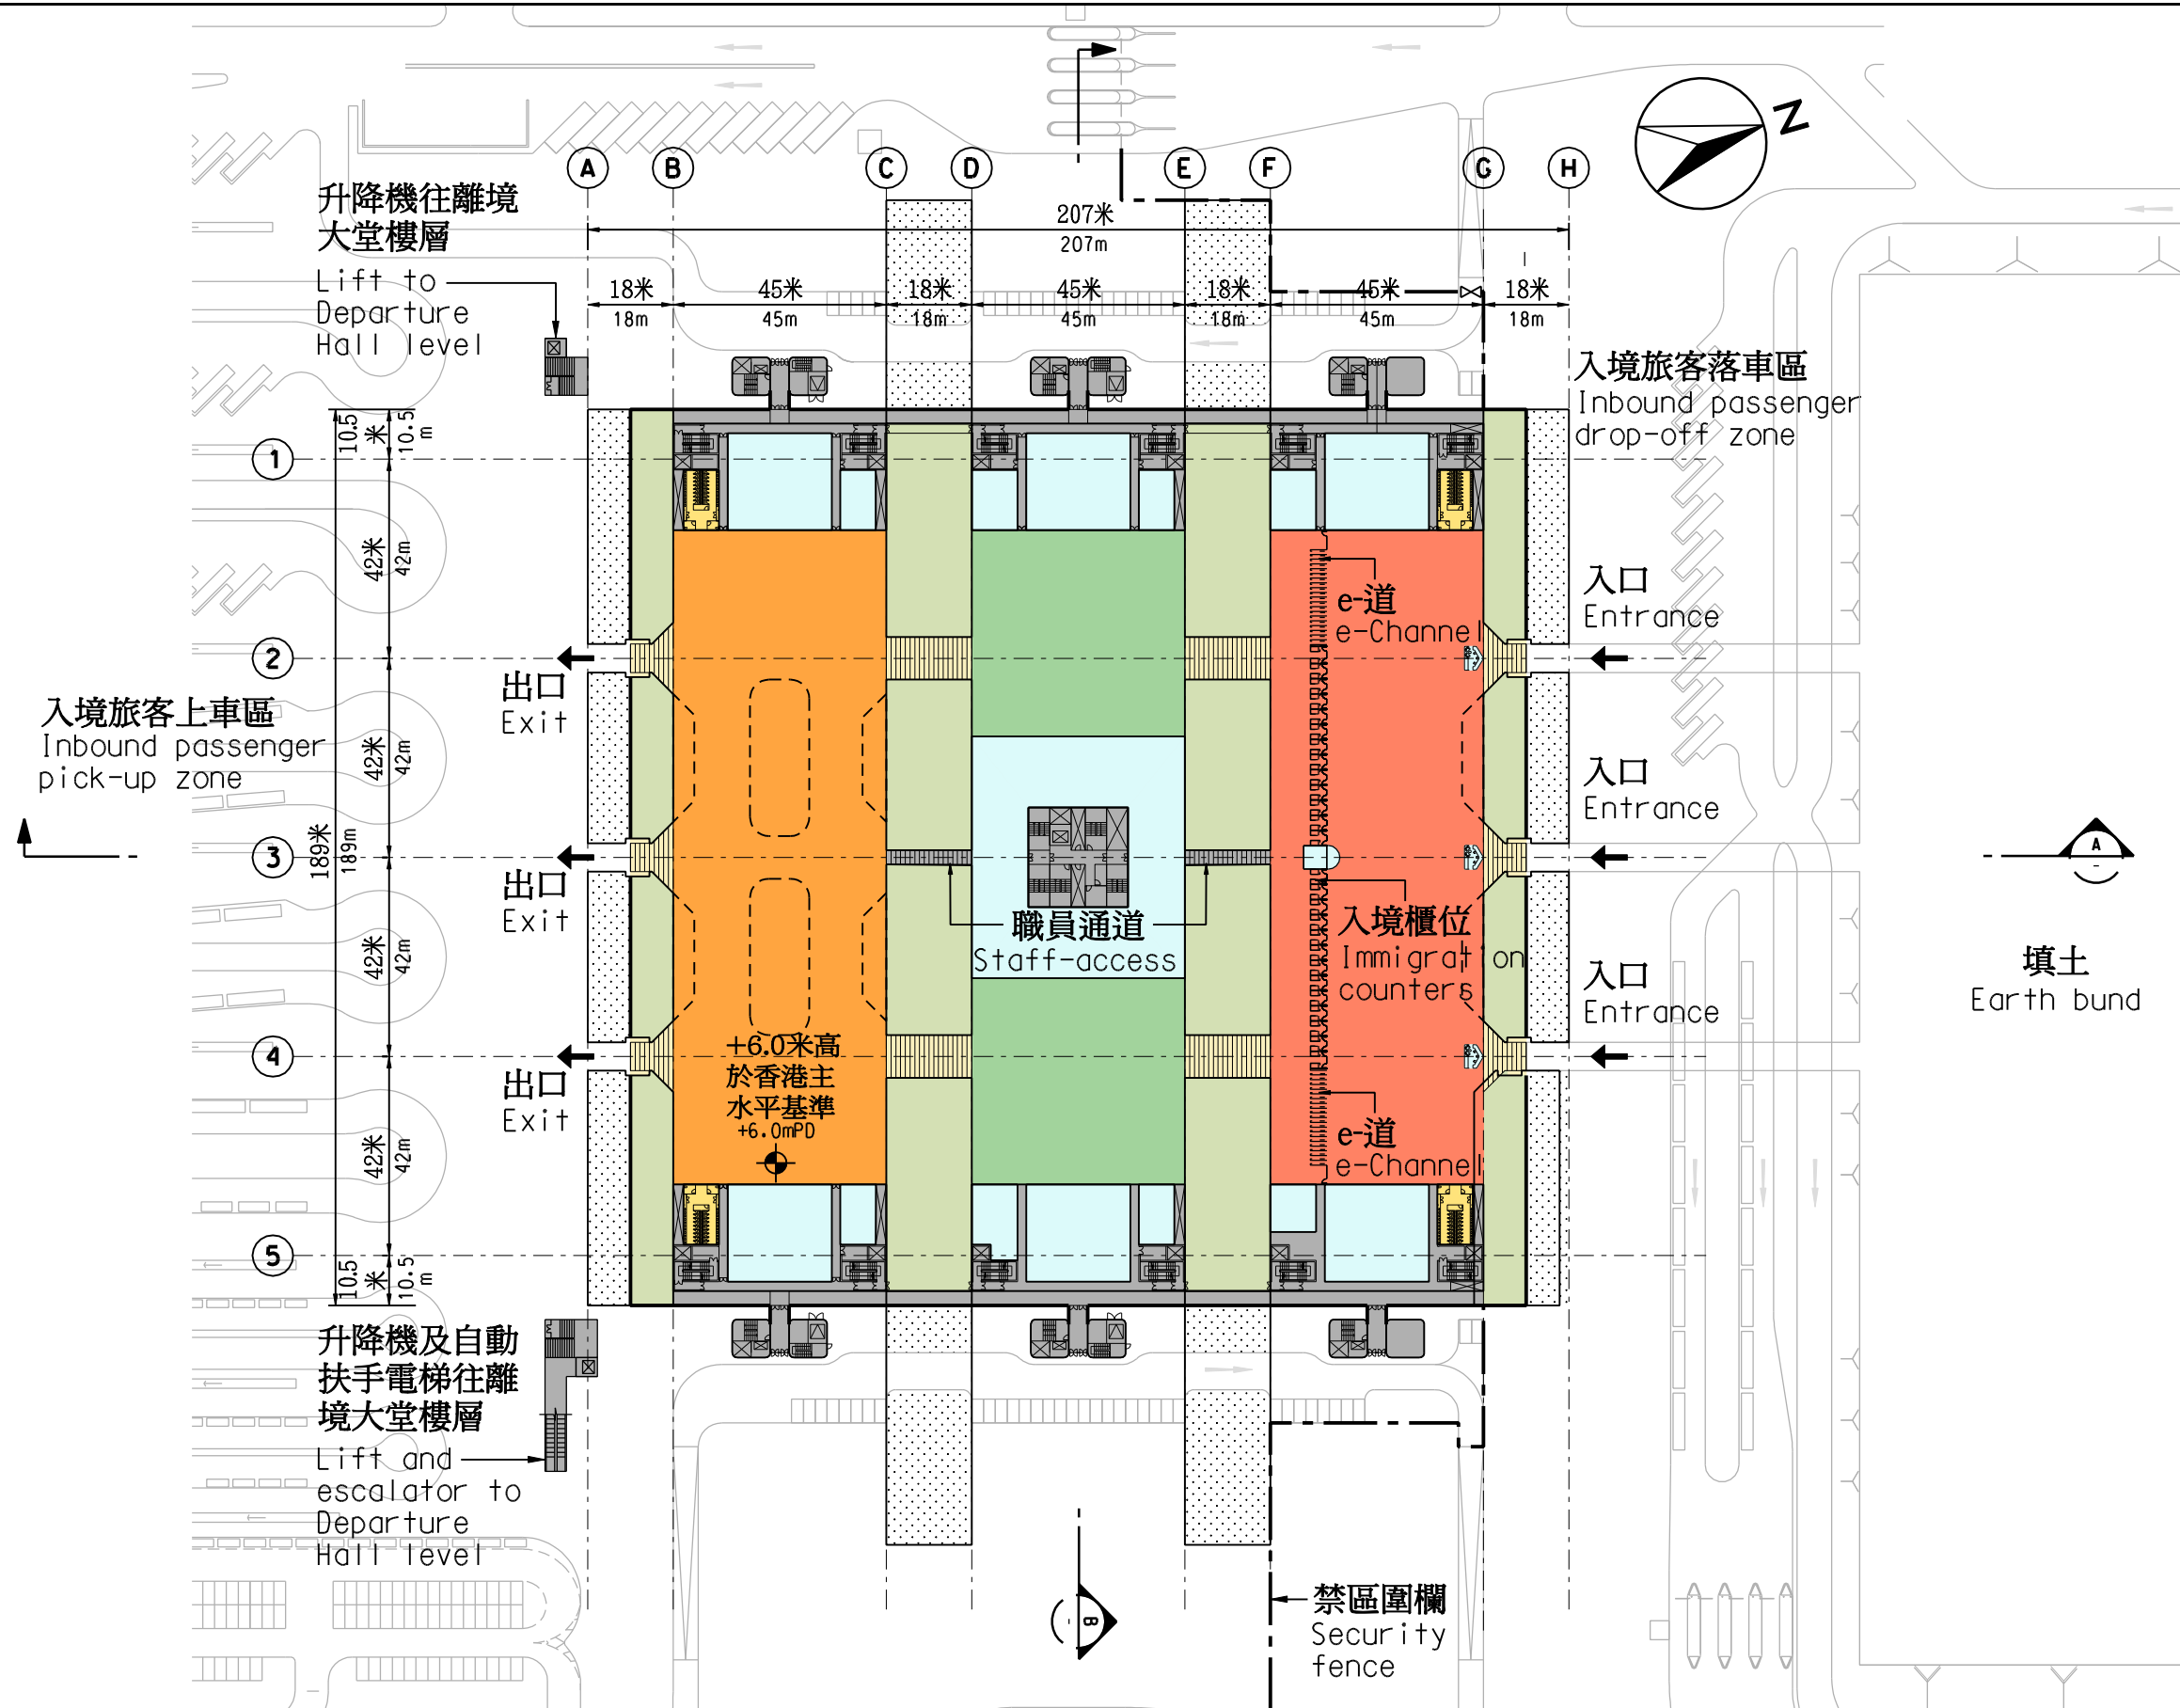 N
A
B
C
D
E
F
G
H
207米
207m
18米
45米
18米
45米
18米
45米
18米
18m
45m
18m
45m
18m
45m
18m
升降機往離境
大堂樓層
Lift to
Departure
Hall level
入境旅客落車區
Inbound passenger
drop-off zone
10.5
米
10.5
m
1
42米
42m
e-道
e-Channel
入口
Entrance
2
出口
Exit
入境旅客上車區
Inbound passenger
pick-up zone
42米
42m
入口
Entrance
189米
189m
3
A
出口
Exit
職員通道
Staff-access
入境櫃位
Immigration
counters
42米
42m
入口
Entrance
填土
Earth bund
4
+6.0米高
於香港主
水平基準
+6.0mPD
出口
Exit
e-道
e-Channel
42米
42m
5
10.5
米
10.5
m
升降機及自動
扶手電梯往離
境大堂樓層
Lift and
escalator to
Departure
Hall level
B
禁區圍欄
Security
fence